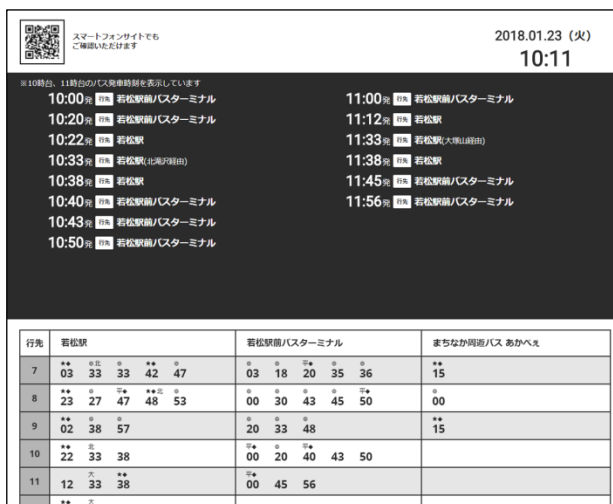 スマートフォンサイトでも
ご確認いただけます
2018.01.23（火）
10:11
※10時台、11時台のバス発車時刻を表示しています
10:00発 行先 若松駅前バスターミナル
10:20発 行先 若松駅前バスターミナル
10:22発 行先 若松駅
10:33発 行先 若松駅(北滝沢経由)
10:38発 行先 若松駅
10:40発 行先 若松駅前バスターミナル
10:43発 行先 若松駅前バスターミナル
10:50発 行先 若松駅前バスターミナル
11:00発 行先 若松駅前バスターミナル
11:12発 行先 若松駅
11:33発 行先 若松駅(大塚山経由)
11:38発 行先 若松駅
11:45発 行先 若松駅前バスターミナル
11:56発 行先 若松駅前バスターミナル
行先 若松駅 若松駅前バスターミナル まちなか周遊バス あかべぇ
★◆ ◎北 ◎ ★◆ ◎ ◎ ◎ 平◆ ◎ ◎ ★◆
7 03 33 33 42 47 03 18 20 35 36 15
★◆ ◎ 平◆ ★◆北 ◎ ◎ ◎ ◎ ◎ 平◆ ◎
8 23 27 47 48 53 00 30 43 45 50 00
★◆ ◎ ◎ ◎ ◎ ◎ ★◆
9 02 38 57 20 33 48 15
★◆ 北 平◆ ◎ 平◆
10 22 33 38 00 20 40 43 50
大 ★◆ 平◆
11 12 33 38 00 45 56
★◆ 大